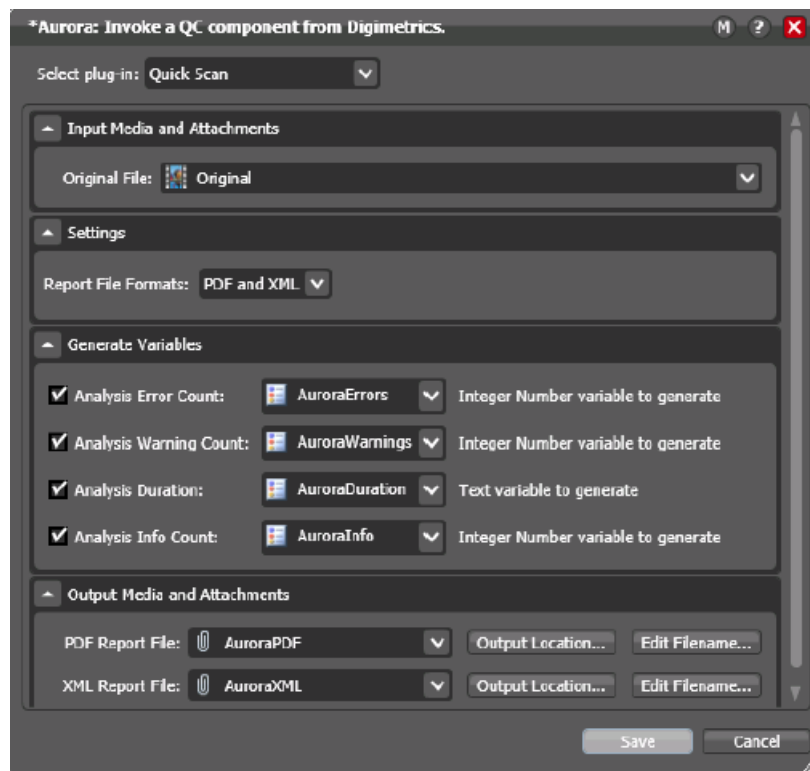 *Aurora: Invoke a QC component from Digimetrics. M ?
Select plug-in: Quick Scan
Input Media and Attachments
Original File: Original
Settings
Report File Formats: PDF and XML
Generate Variables
Analysis Error Count: AuroraErrors Integer Number variable to generate
Analysis Warning Count: AuroraWarnings Integer Number variable to generate
Analysis Duration: AuroraDuration Text variable to generate
Analysis Info Count: AuroraInfo Integer Number variable to generate
Output Media and Attachments
PDF Report File: AuroraPDF Output Location... Edit Filename...
XML Report File: AuroraXML Output Location... Edit Filename...
Save Cancel